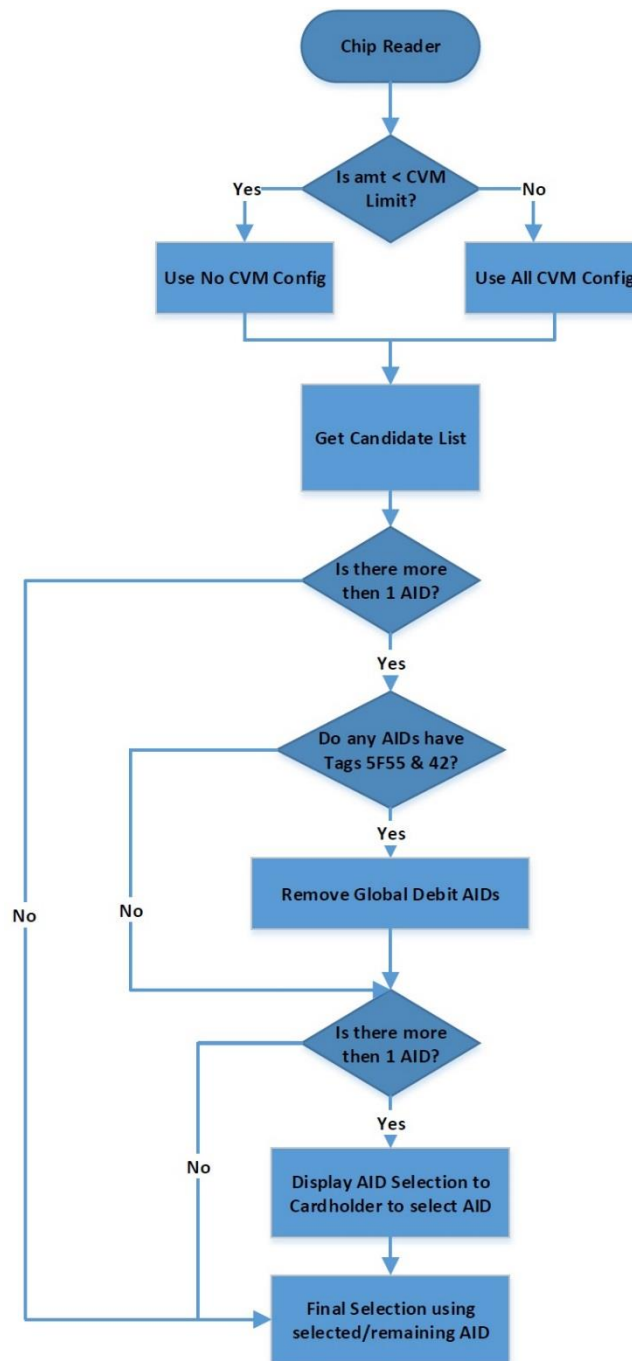 Chip Reader
Is amt < CVM
Limit?
Yes
No
Use No CVM Config
Use All CVM Config
Get Candidate List
Is there more
then 1 AID?
Yes
Do any AIDs have
Tags 5F55 & 42?
Yes
Remove Global Debit AIDs
No
No
Is there more
then 1 AID?
Yes
No
Display AID Selection to
Cardholder to select AID
Final Selection using
selected/remaining AID